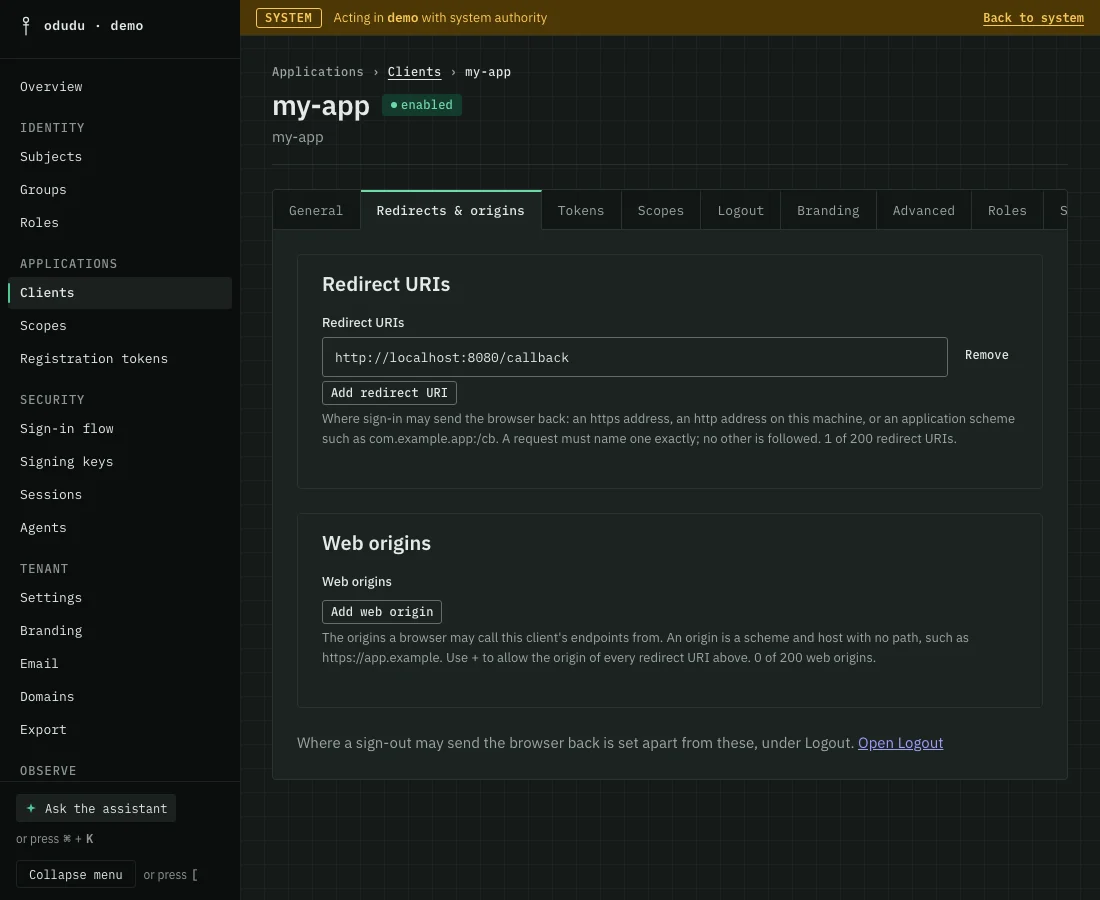 odudu · demo
SYSTEM Acting in demo with system authority Back to system
Overview
IDENTITY
Subjects
Groups
Roles
APPLICATIONS
Clients
Scopes
Registration tokens
SECURITY
Sign-in flow
Signing keys
Sessions
Agents
TENANT
Settings
Branding
Email
Domains
Export
OBSERVE
Ask the assistant
or press ⌘ + K
Collapse menu or press [
Applications › Clients › my-app
my-app enabled
my-app
General Redirects & origins Tokens Scopes Logout Branding Advanced Roles S
Redirect URIs
Redirect URIs
http://localhost:8080/callback Remove
Add redirect URI
Where sign-in may send the browser back: an https address, an http address on this machine, or an application scheme
such as com.example.app:/cb. A request must name one exactly; no other is followed. 1 of 200 redirect URIs.
Web origins
Web origins
Add web origin
The origins a browser may call this client's endpoints from. An origin is a scheme and host with no path, such as
https://app.example. Use + to allow the origin of every redirect URI above. 0 of 200 web origins.
Where a sign-out may send the browser back is set apart from these, under Logout. Open Logout